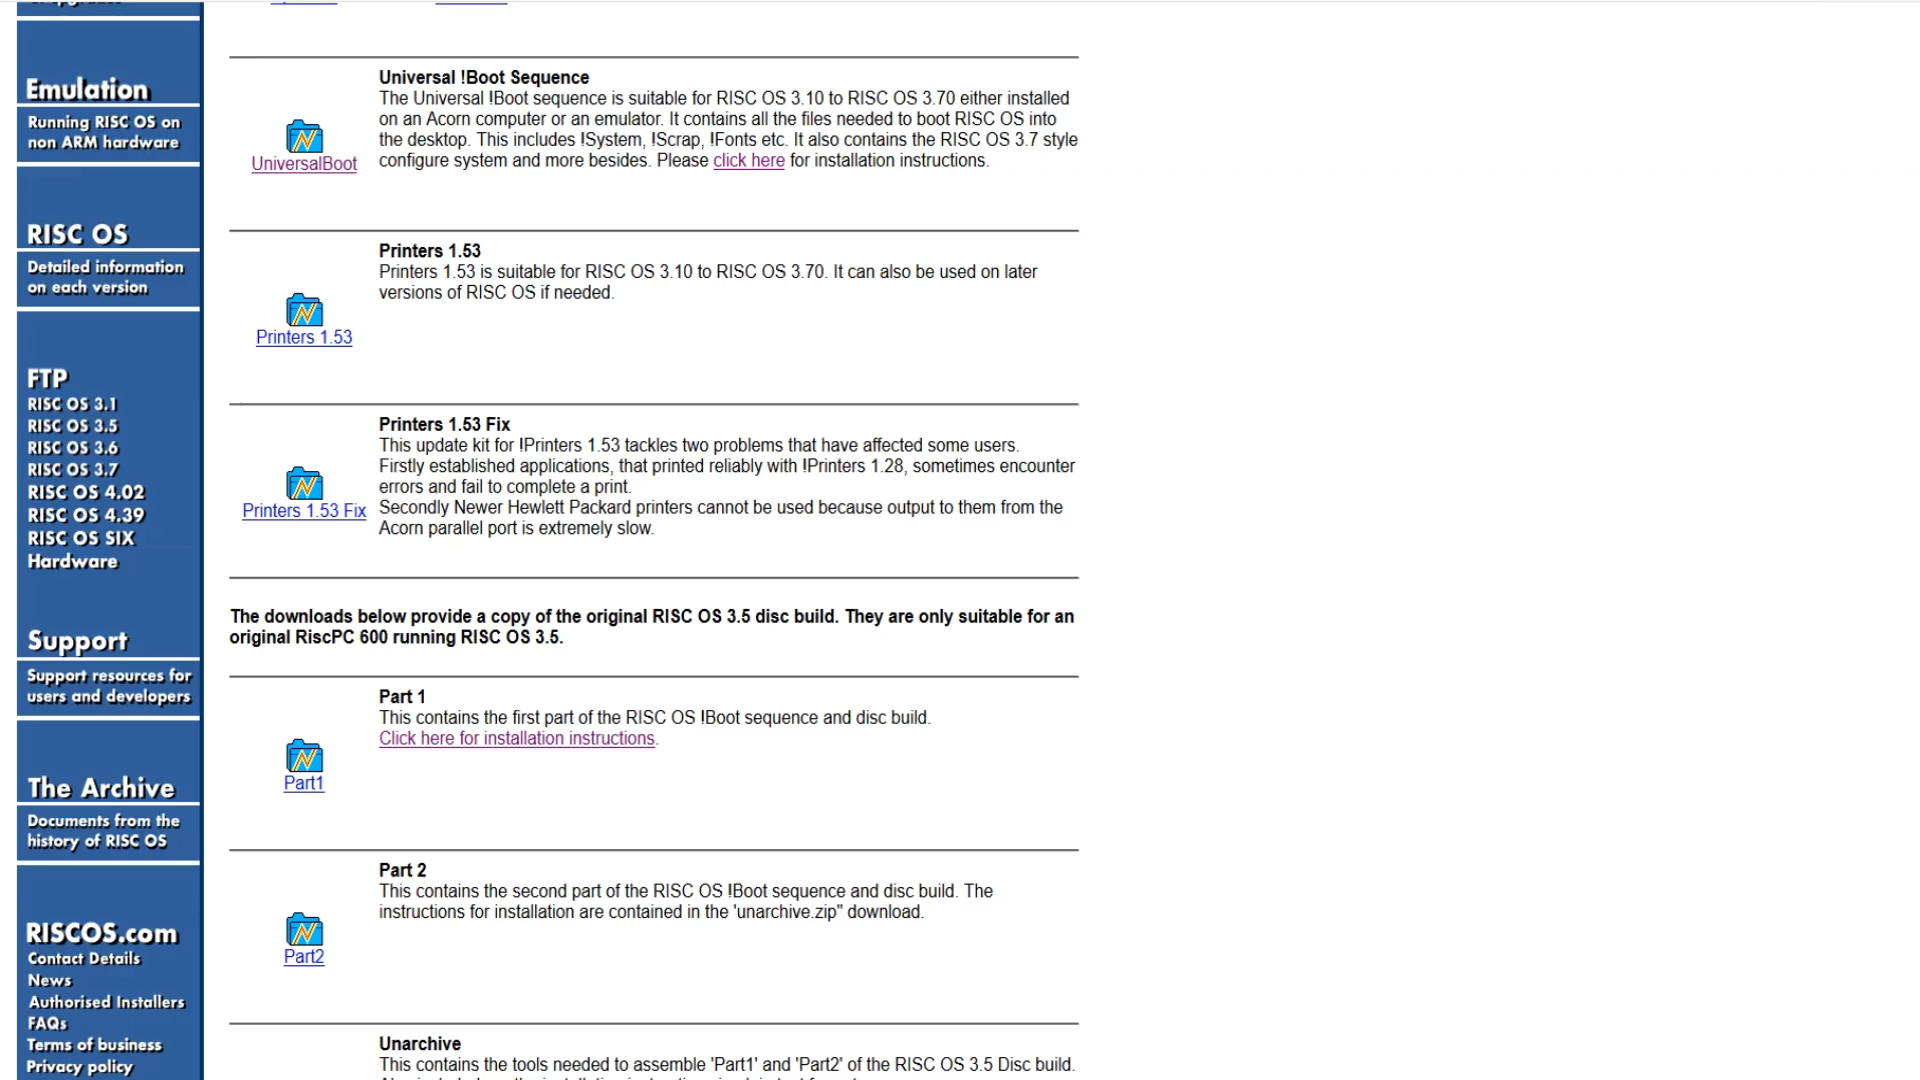 Emulation
Running RISC OS on
non ARM hardware
RISC OS
Detailed information
on each version
FTP
RISC OS 3.1
RISC OS 3.5
RISC OS 3.6
RISC OS 3.7
RISC OS 4.02
RISC OS 4.39
RISC OS SIX
Hardware
Support
Support resources for
users and developers
The Archive
Documents from the
history of RISC OS
RISCOS.com
Contact Details
News
Authorised Installers
FAQs
Terms of business
Privacy policy
UniversalBoot
Universal !Boot Sequence
The Universal !Boot sequence is suitable for RISC OS 3.10 to RISC OS 3.70 either installed
on an Acorn computer or an emulator. It contains all the files needed to boot RISC OS into
the desktop. This includes !System, !Scrap, !Fonts etc. It also contains the RISC OS 3.7 style
configure system and more besides. Please click here for installation instructions.
Printers 1.53
Printers 1.53
Printers 1.53 is suitable for RISC OS 3.10 to RISC OS 3.70. It can also be used on later
versions of RISC OS if needed.
Printers 1.53 Fix
Printers 1.53 Fix
This update kit for !Printers 1.53 tackles two problems that have affected some users.
Firstly established applications, that printed reliably with !Printers 1.28, sometimes encounter
errors and fail to complete a print.
Secondly Newer Hewlett Packard printers cannot be used because output to them from the
Acorn parallel port is extremely slow.
The downloads below provide a copy of the original RISC OS 3.5 disc build. They are only suitable for an
original RiscPC 600 running RISC OS 3.5.
Part1
Part 1
This contains the first part of the RISC OS !Boot sequence and disc build.
Click here for installation instructions.
Part2
Part 2
This contains the second part of the RISC OS !Boot sequence and disc build. The
instructions for installation are contained in the 'unarchive.zip" download.
Unarchive
This contains the tools needed to assemble 'Part1' and 'Part2' of the RISC OS 3.5 Disc build.